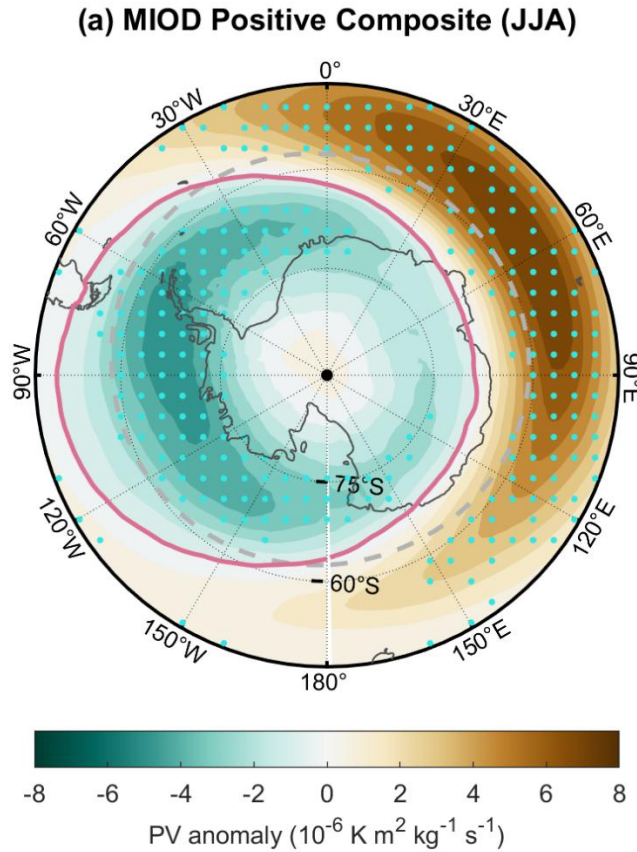 (a) MIOD Positive Composite (JJA)
0°
30°W
30°E
60°W
60°E
90°W
90°E
75°S
120°W
120°E
60°S
150°W
150°E
180°
-8 -6 -4 -2 0 2 4 6 8
PV anomaly (10⁻⁶ K m² kg⁻¹ s⁻¹)